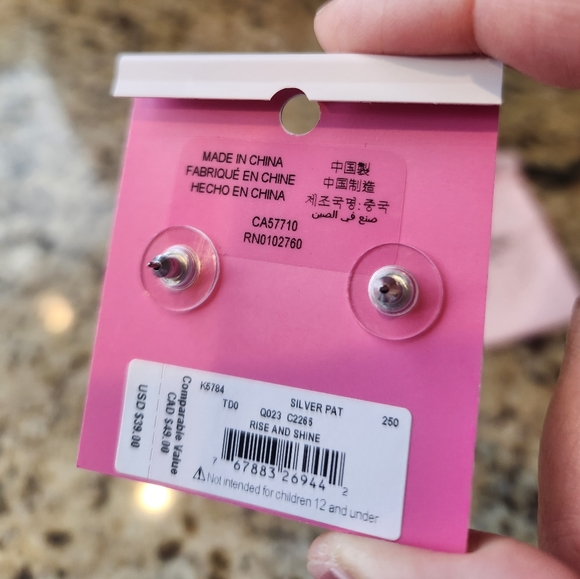 MADE IN CHINA
FABRIQUÉ EN CHINE
HECHO EN CHINA
中国製
中国制造
제조국명:중국
صنع في الصين
CA57710
RN0102760
K5784
SILVER PAT
250
TD0
Q023 C2265
RISE AND SHINE
7 67883 26944 2
⚠Not intended for children 12 and under
Comparable Value
CAD $49.00
USD $39.00